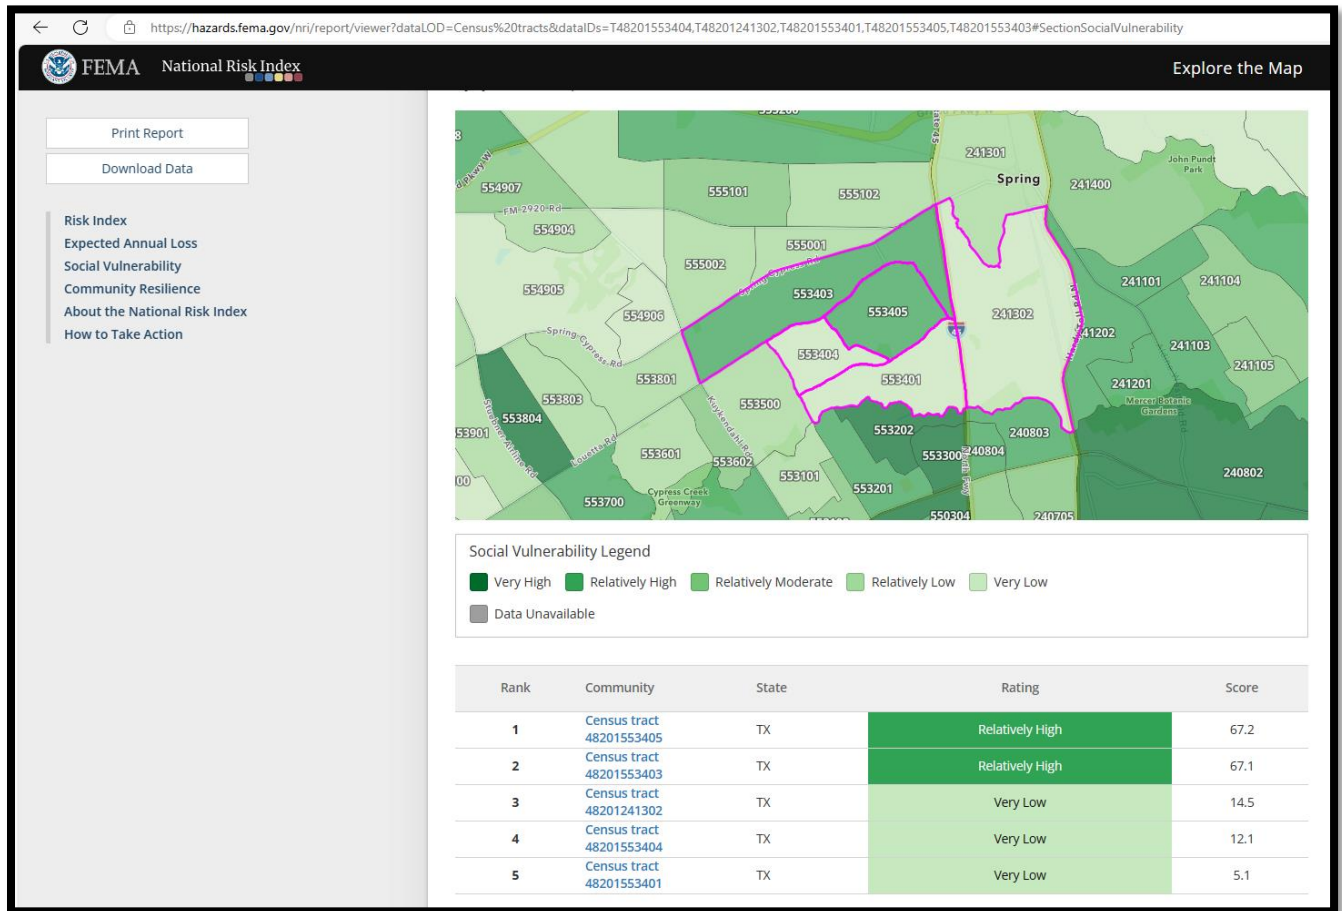 https://hazards.fema.gov/nri/report/viewer?dataLOD=Census%20tracts&dataIDs=T48201553404,T48201241302,T48201553401,T48201553405,T48201553403#SectionSocialVulnerability
FEMA National Risk Index
Explore the Map
Print Report
Download Data
Risk Index
Expected Annual Loss
Social Vulnerability
Community Resilience
About the National Risk Index
How to Take Action
241301
John Pundt
Park
Spring
241400
554907
555101
555102
FM-2920-Rd
554904
555001
555002
Spring Cypress Rd
241101
241104
554905
553403
553405
241302
554906
Spring-Cypress Rd
41202
241103
553404
241105
553801
553401
241201
Mercer Botanic
Gardens
553803
553500
Kuykendahl Rd
553804
Stuebner Airline Rd
53901
553202
240803
Louetta Rd
553601
553602
553300
240804
553101
240802
553201
Cypress Creek
Greenway
553700
550304
240705
Social Vulnerability Legend
Very High Relatively High Relatively Moderate Relatively Low Very Low
Data Unavailable
Rank Community State Rating Score
1 Census tract 48201553405 TX Relatively High 67.2
2 Census tract 48201553403 TX Relatively High 67.1
3 Census tract 48201241302 TX Very Low 14.5
4 Census tract 48201553404 TX Very Low 12.1
5 Census tract 48201553401 TX Very Low 5.1